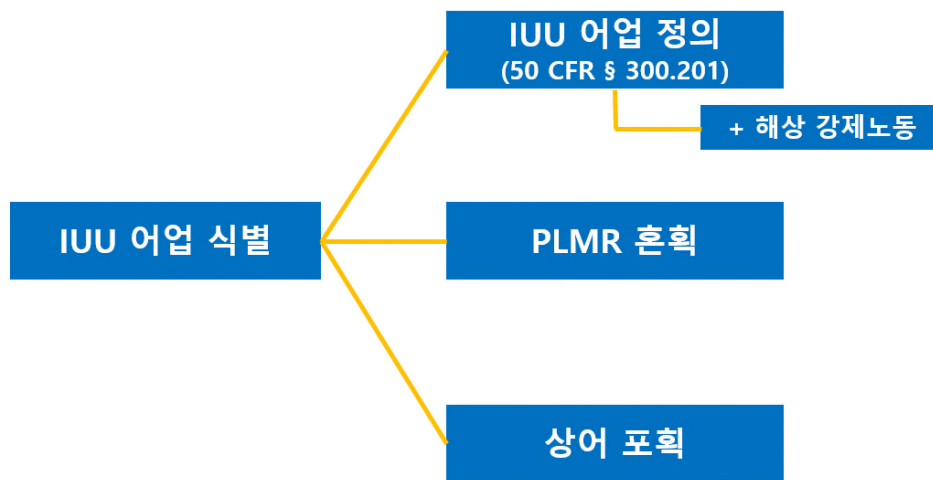 IUU 어업 정의
(50 CFR § 300.201)
+ 해상 강제노동
IUU 어업 식별
PLMR 혼획
상어 포획